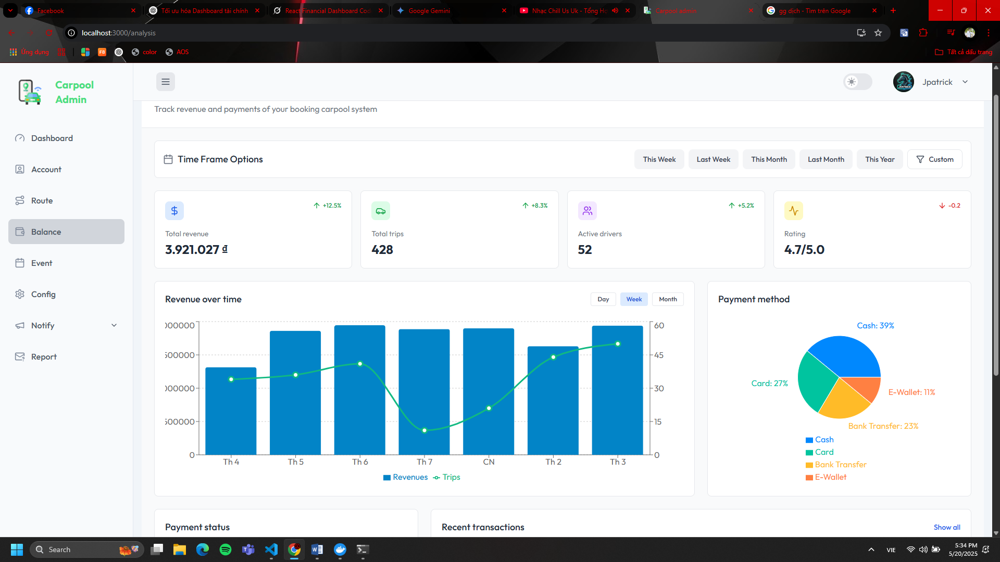 Facebook
Tối ưu hóa Dashboard tài chính
React Financial Dashboard Cod
Google Gemini
Nhạc Chill Us Uk - Tổng Hợ
Carpool admin
gg dịch - Tìm trên Google
localhost:3000/analysis
Ứng dụng
F8
color
AOS
Tất cả dấu trang
Carpool
Admin
Jpatrick
JPATRICK
Track revenue and payments of your booking carpool system
Dashboard
Account
Route
Balance
Event
Config
Notify
Report
Time Frame Options
This Week
Last Week
This Month
Last Month
This Year
Custom
+12.5%
Total revenue
3.921.027 ₫
+8.3%
Total trips
428
+5.2%
Active drivers
52
-0.2
Rating
4.7/5.0
Revenue over time
Day
Week
Month
000000
500000
000000
500000
0
60
45
30
15
0
Th 4
Th 5
Th 6
Th 7
CN
Th 2
Th 3
Revenues
Trips
Payment method
Cash: 39%
Card: 27%
E-Wallet: 11%
Bank Transfer: 23%
Cash
Card
Bank Transfer
E-Wallet
Payment status
Recent transactions
Show all
Search
VIE
5:34 PM
5/20/2025